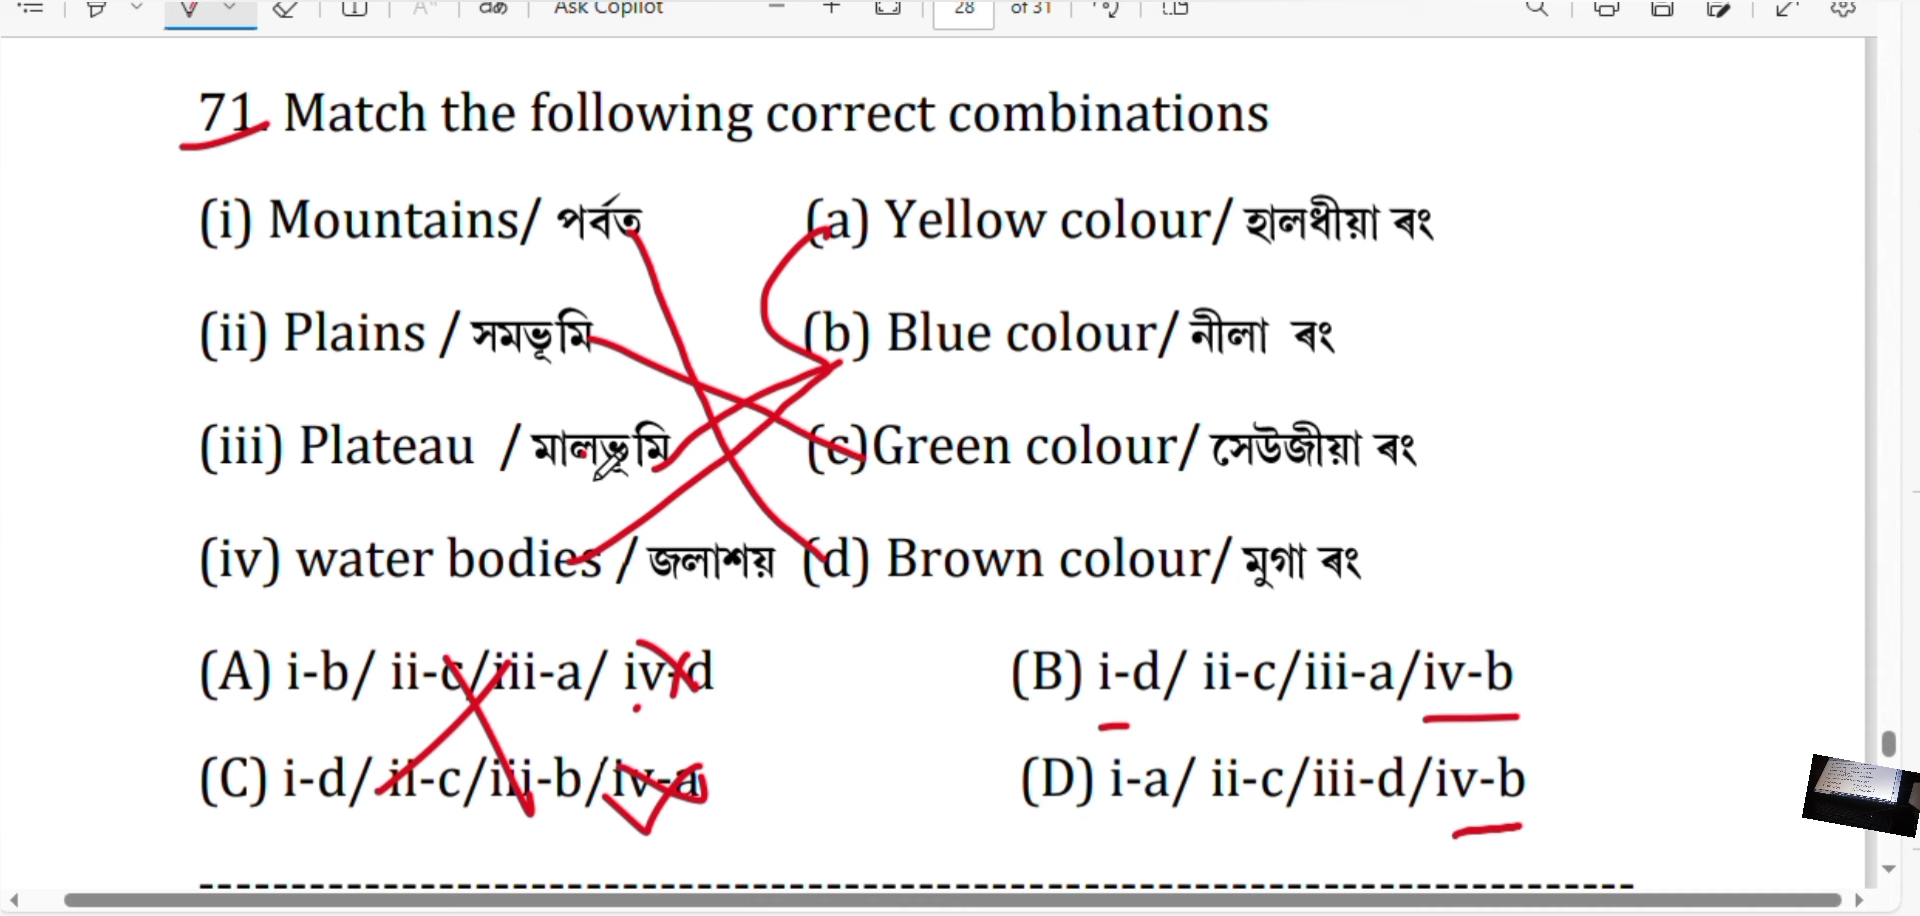 Ask Copilot
28 of 31
71. Match the following correct combinations
(i) Mountains/ পৰ্বত (a) Yellow colour/ হালধীয়া ৰং
(ii) Plains / সমভূমি (b) Blue colour/ নীলা ৰং
(iii) Plateau / মালভূমি (c)Green colour/ সেউজীয়া ৰং
(iv) water bodies / জলাশয় (d) Brown colour/ মুগা ৰং
(A) i-b/ ii-c/iii-a/ iv-d (B) i-d/ ii-c/iii-a/iv-b
(C) i-d/ ii-c/iii-b/iv-a (D) i-a/ ii-c/iii-d/iv-b